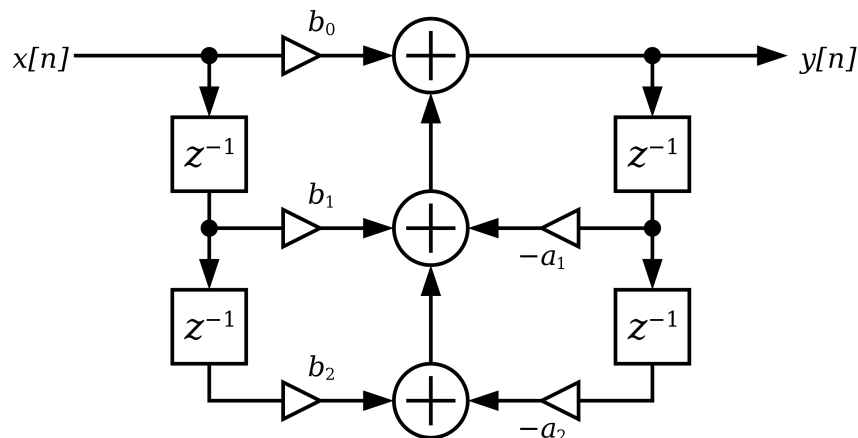 b₀
x[n] y[n]
z⁻¹ z⁻¹
b₁
−a₁
z⁻¹ z⁻¹
b₂
−a₂